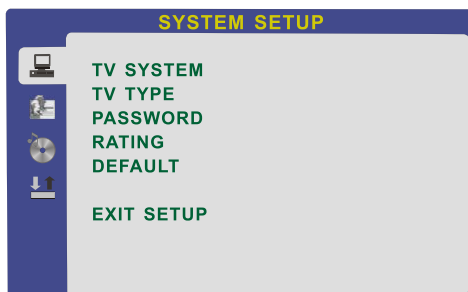 SYSTEM SETUP
TV SYSTEM
TV TYPE
PASSWORD
RATING
DEFAULT
EXIT SETUP